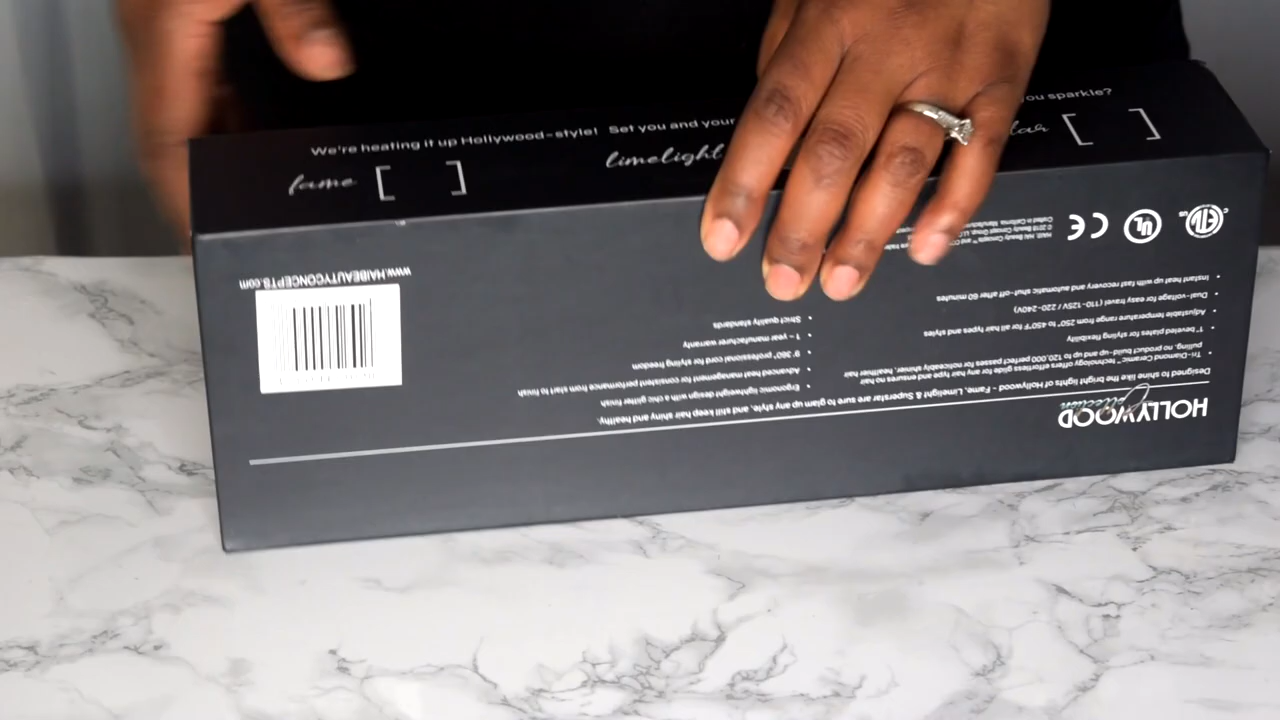 We're heating it up Hollywood-style! Set you and your
you sparkle?
fame [ ]
limelight
[ ]
HOLLYWOOD
Collection
Designed to shine like the bright lights of Hollywood - Fame, Limelight & Superstar are sure to glam up any style, and still keep hair shiny and healthy.
• Tri-Diamond Ceramic™ technology offers effortless glide for any hair type and ensures no hair
pulling, no product build-up and up to 120,000 perfect passes for noticeably shinier, healthier hair
• 1" beveled plates for styling flexibility
• Adjustable temperature range from 250° to 450°F for all hair types and styles
• Dual-voltage for easy travel (110-125V / 220-240V)
• Instant heat up with fast recovery and automatic shut-off after 60 minutes
• Ergonomic lightweight design with a chic glitter finish
• Advanced heat management for consistent performance from start to finish
• 9' 360° professional cord for styling freedom
• 1 - year manufacturer warranty
• Strict quality standards
C ETL US
UL
CE
www.HAIBEAUTYCONCEPTS.com